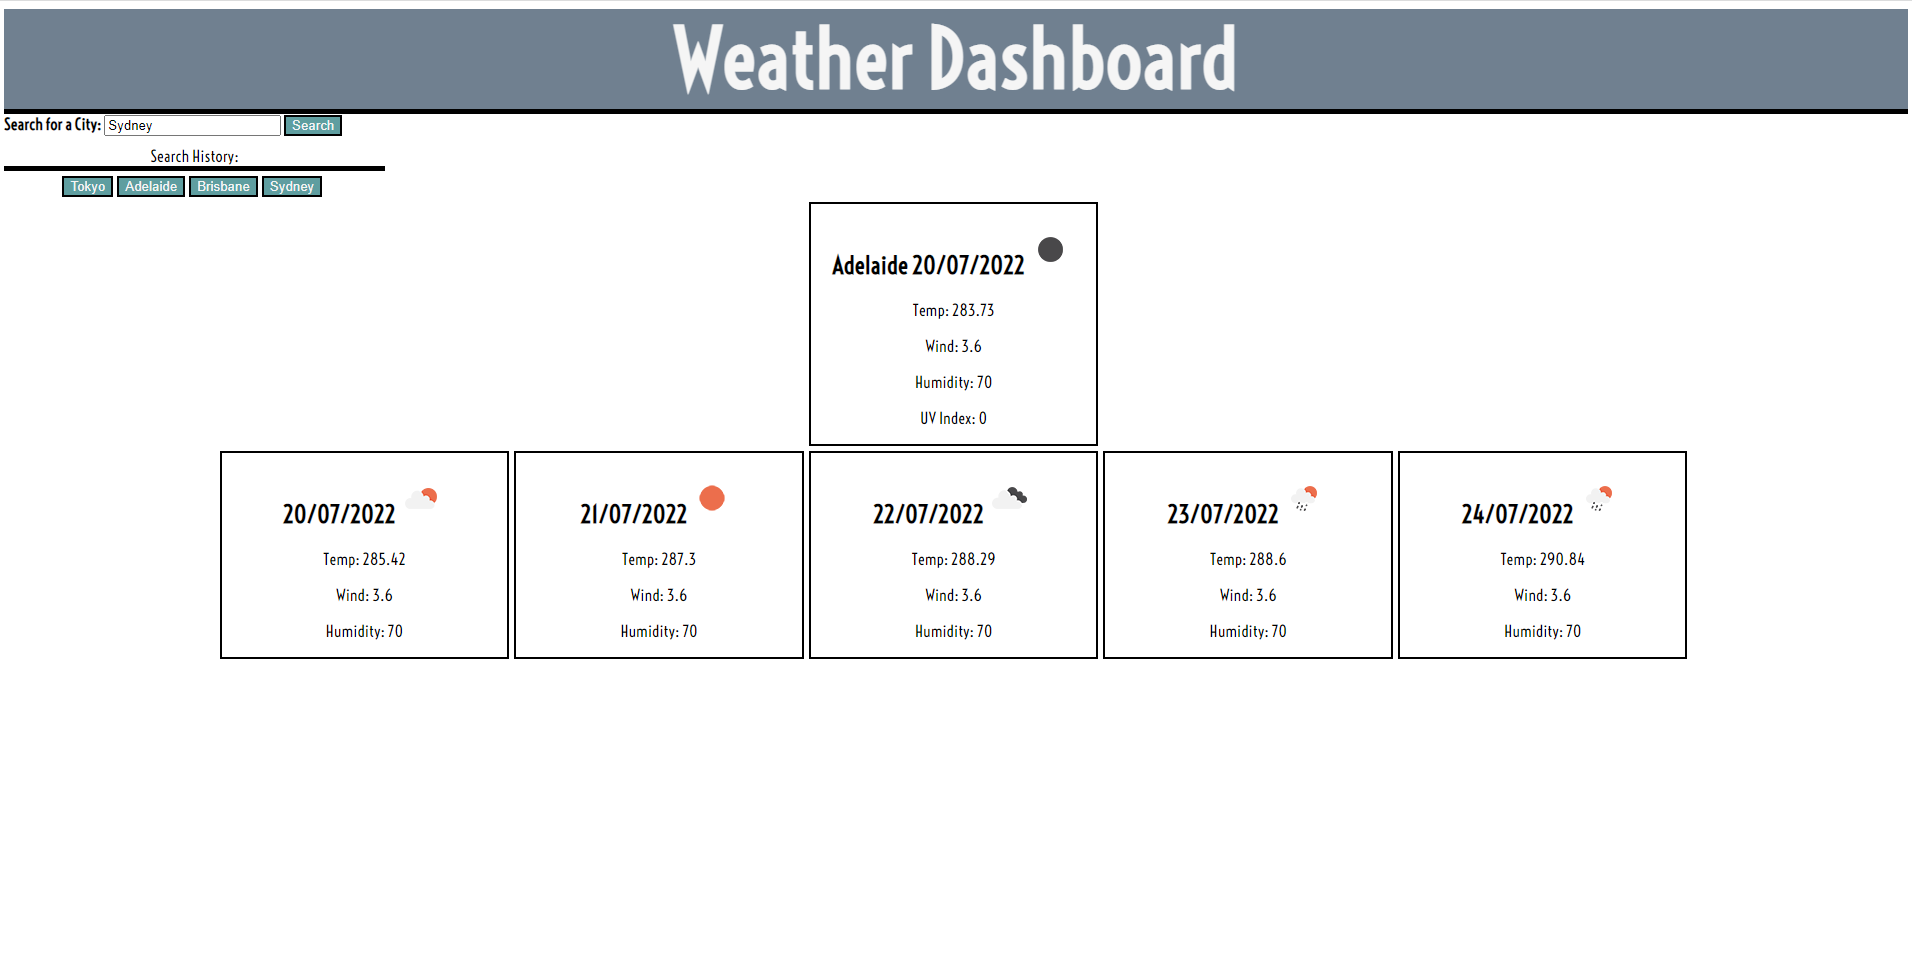 Weather Dashboard
Search for a City: Sydney Search
Search History:
Tokyo Adelaide Brisbane Sydney
Adelaide 20/07/2022
Temp: 283.73
Wind: 3.6
Humidity: 70
UV Index: 0
20/07/2022
Temp: 285.42
Wind: 3.6
Humidity: 70
21/07/2022
Temp: 287.3
Wind: 3.6
Humidity: 70
22/07/2022
Temp: 288.29
Wind: 3.6
Humidity: 70
23/07/2022
Temp: 288.6
Wind: 3.6
Humidity: 70
24/07/2022
Temp: 290.84
Wind: 3.6
Humidity: 70